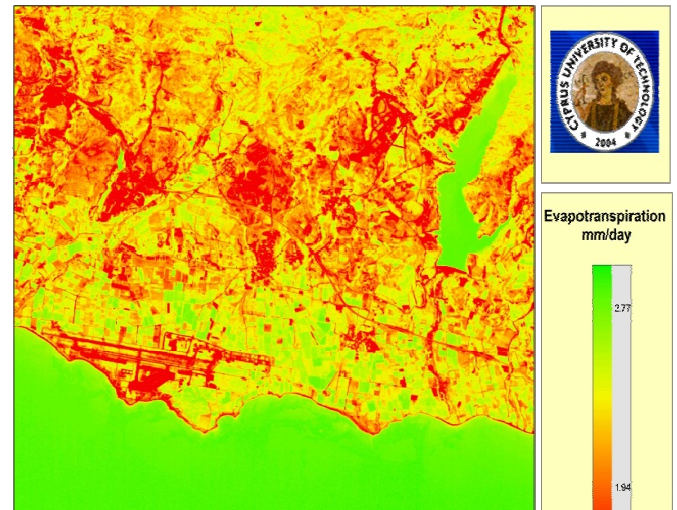 CYPRUS UNIVERSITY OF TECHNOLOGY
2004
Evapotranspiration
mm/day
2.77
1.94